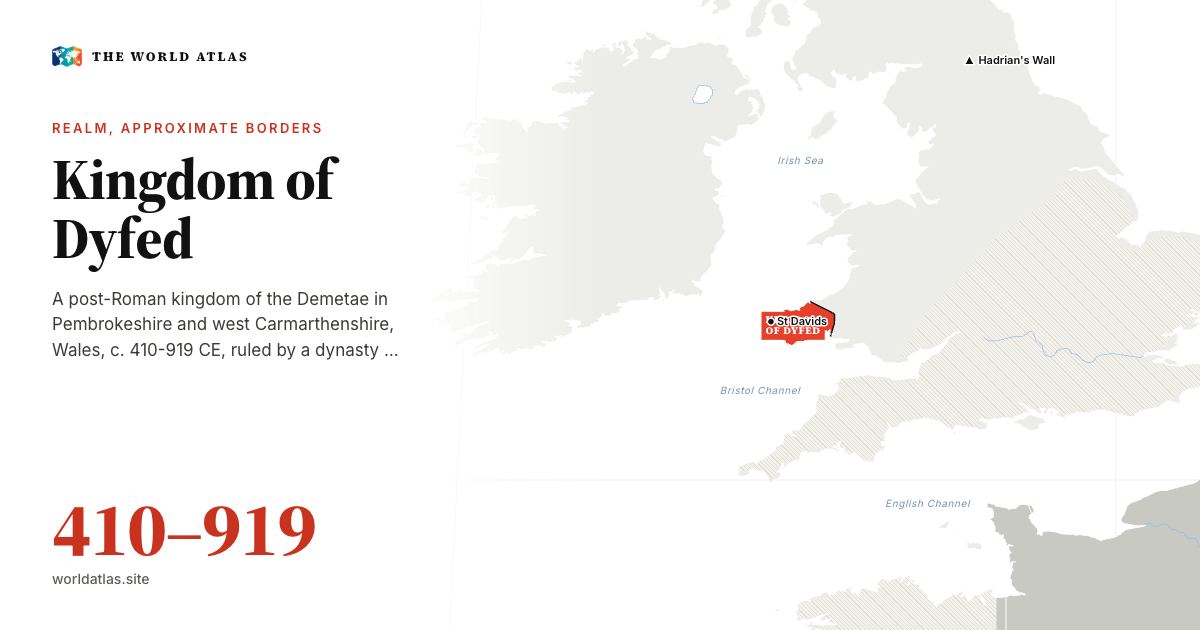 THE WORLD ATLAS
REALM, APPROXIMATE BORDERS
Kingdom of
Dyfed
A post-Roman kingdom of the Demetae in
Pembrokeshire and west Carmarthenshire,
Wales, c. 410-919 CE, ruled by a dynasty ...
410–919
worldatlas.site
Hadrian's Wall
Irish Sea
St Davids
OF DYFED
Bristol Channel
English Channel